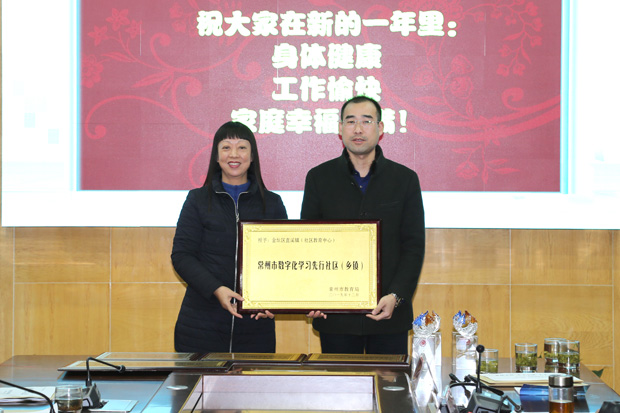 祝大家在新的一年里：
身体健康
工作愉快
家庭幸福
常州市数字化学习先行社区（乡镇）
常州市教育局